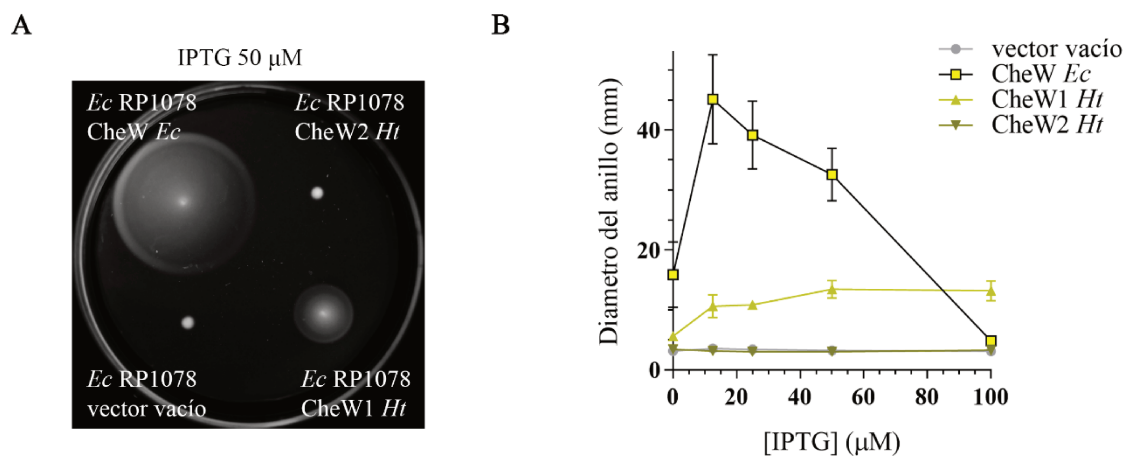 A
IPTG 50 μM
Ec RP1078
CheW Ec
Ec RP1078
CheW2 Ht
Ec RP1078
vector vacío
Ec RP1078
CheW1 Ht
B
vector vacío
CheW Ec
CheW1 Ht
CheW2 Ht
Diametro del anillo (mm)
40
20
0
0
20
40
60
80
100
[IPTG] (μM)